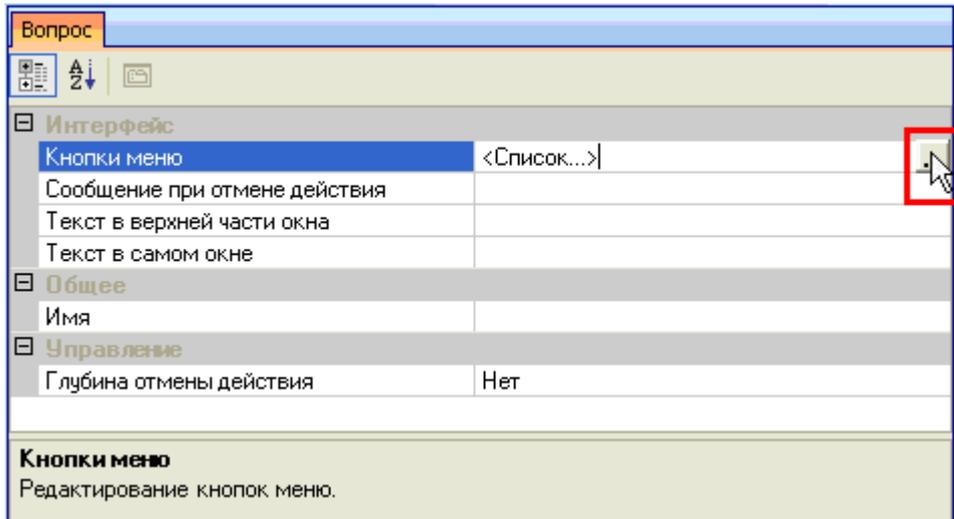 Вопрос
Интерфейс
Кнопки меню <Список...>
Сообщение при отмене действия
Текст в верхней части окна
Текст в самом окне
Общее
Имя
Управление
Глубина отмены действия Нет
Кнопки меню
Редактирование кнопок меню.